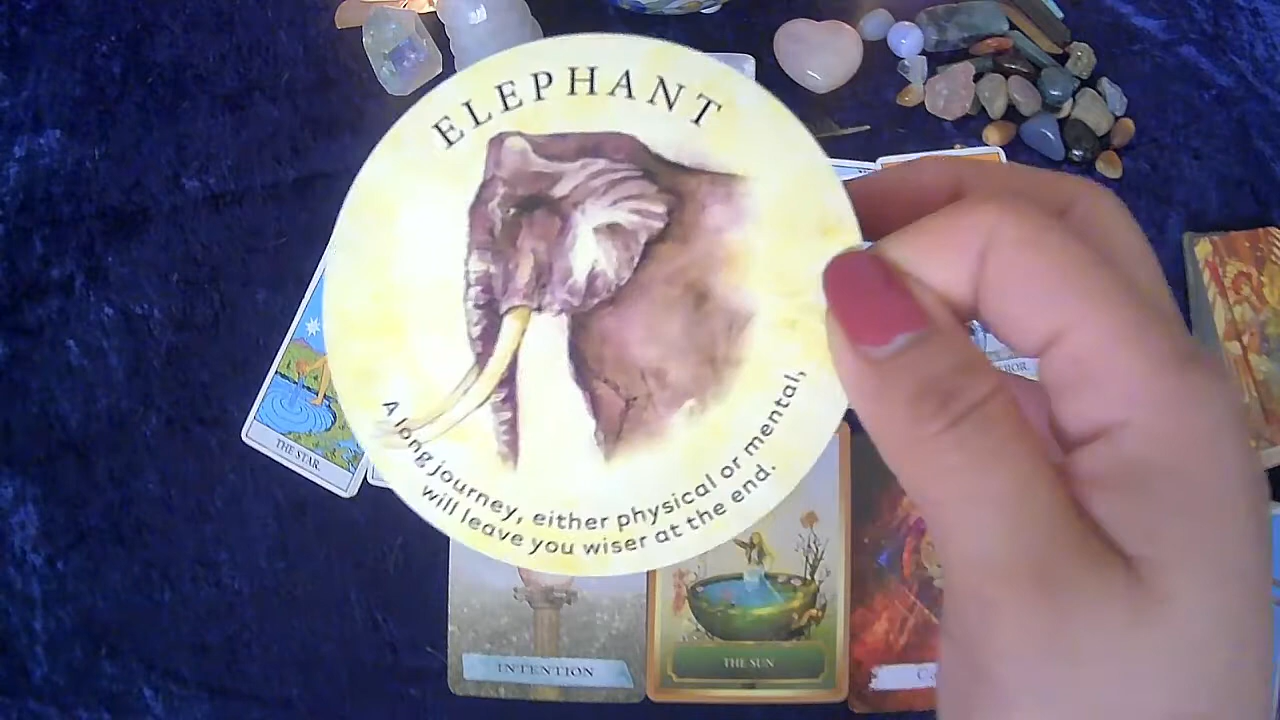 ELEPHANT
A long journey, either physical or mental,
will leave you wiser at the end.
THE STAR.
INTENTION
THE SUN